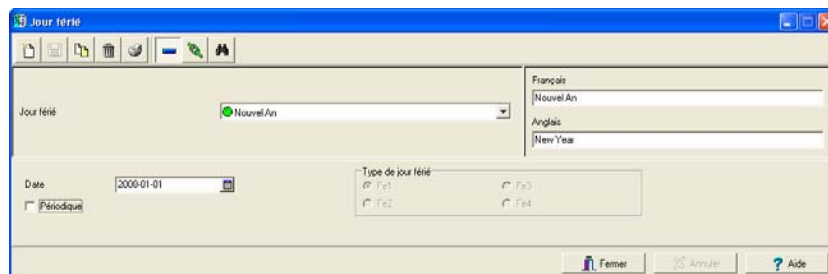 Jour férié
Français
Nouvel An
Jour férié
Nouvel An
Anglais
New Year
Date
2000-01-01
Type de jour férié
Fe1
Fe3
Périodique
Fe2
Fe4
Fermer
Annuler
Aide